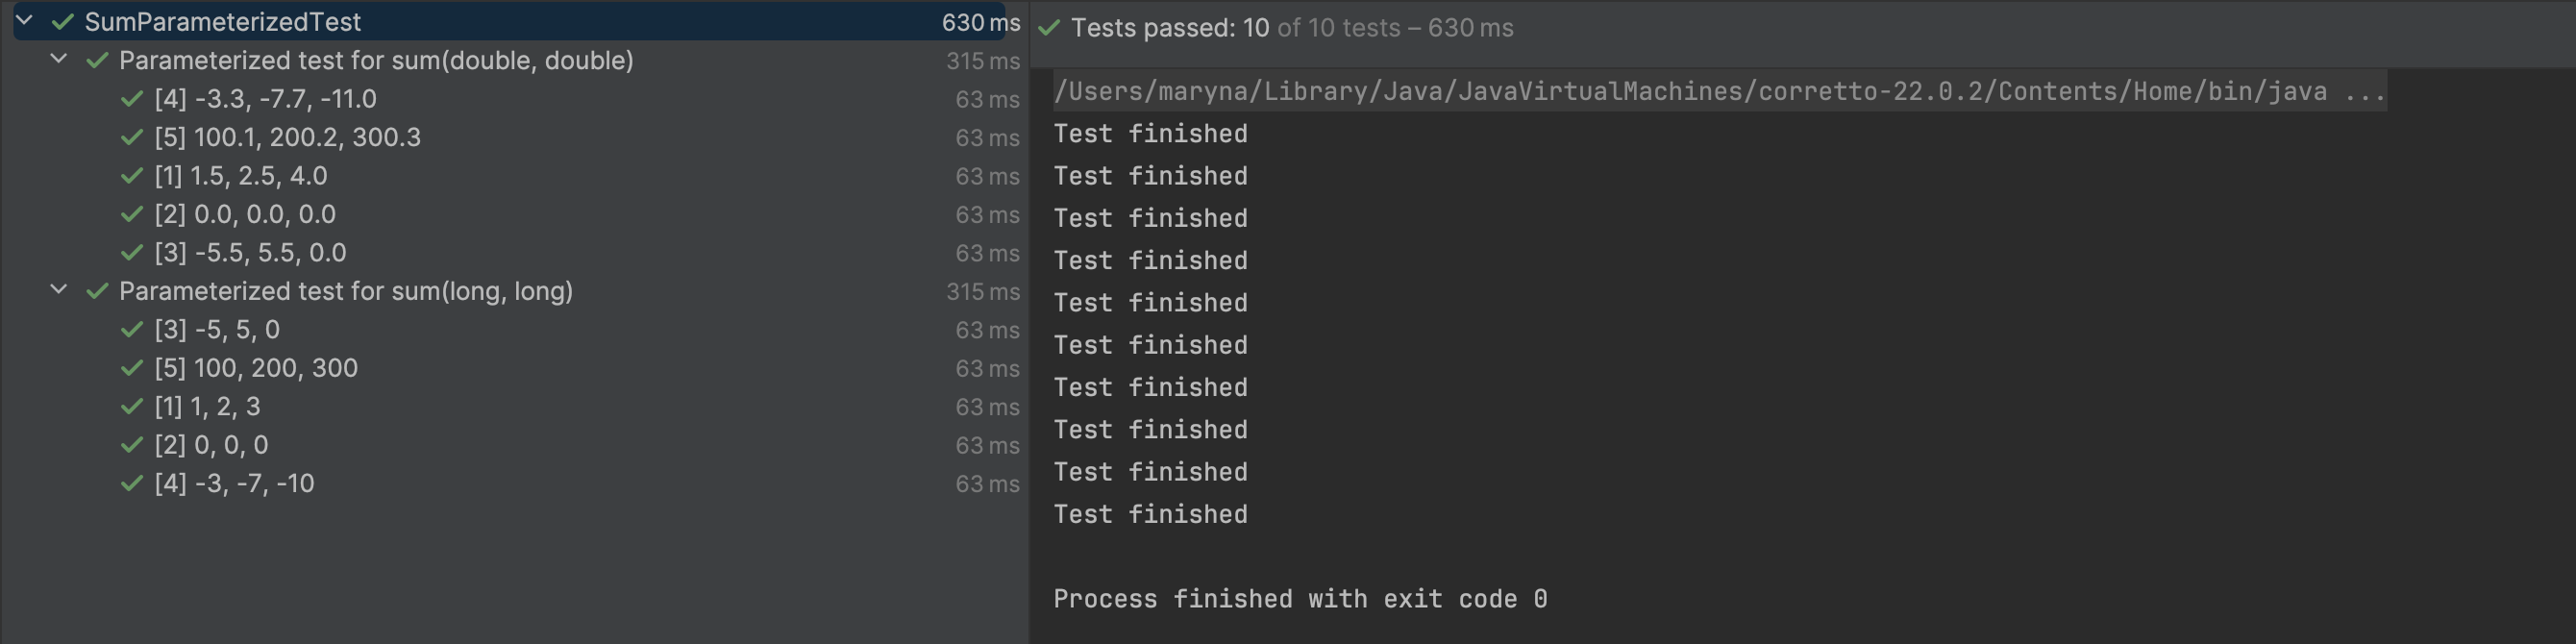 SumParameterizedTest 630 ms
Parameterized test for sum(double, double) 315 ms
[4] -3.3, -7.7, -11.0 63 ms
[5] 100.1, 200.2, 300.3 63 ms
[1] 1.5, 2.5, 4.0 63 ms
[2] 0.0, 0.0, 0.0 63 ms
[3] -5.5, 5.5, 0.0 63 ms
Parameterized test for sum(long, long) 315 ms
[3] -5, 5, 0 63 ms
[5] 100, 200, 300 63 ms
[1] 1, 2, 3 63 ms
[2] 0, 0, 0 63 ms
[4] -3, -7, -10 63 ms
Tests passed: 10 of 10 tests – 630 ms
/Users/maryna/Library/Java/JavaVirtualMachines/corretto-22.0.2/Contents/Home/bin/java ...
Test finished
Test finished
Test finished
Test finished
Test finished
Test finished
Test finished
Test finished
Test finished
Test finished
Process finished with exit code 0